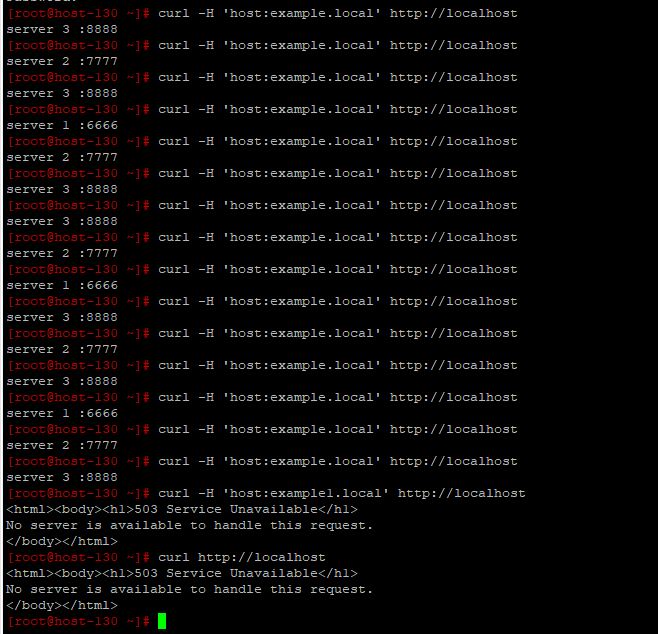 [root@host-130 ~]# curl -H 'host:example.local' http://localhost
server 3 :8888
[root@host-130 ~]# curl -H 'host:example.local' http://localhost
server 2 :7777
[root@host-130 ~]# curl -H 'host:example.local' http://localhost
server 3 :8888
[root@host-130 ~]# curl -H 'host:example.local' http://localhost
server 1 :6666
[root@host-130 ~]# curl -H 'host:example.local' http://localhost
server 2 :7777
[root@host-130 ~]# curl -H 'host:example.local' http://localhost
server 3 :8888
[root@host-130 ~]# curl -H 'host:example.local' http://localhost
server 3 :8888
[root@host-130 ~]# curl -H 'host:example.local' http://localhost
server 2 :7777
[root@host-130 ~]# curl -H 'host:example.local' http://localhost
server 1 :6666
[root@host-130 ~]# curl -H 'host:example.local' http://localhost
server 3 :8888
[root@host-130 ~]# curl -H 'host:example.local' http://localhost
server 2 :7777
[root@host-130 ~]# curl -H 'host:example.local' http://localhost
server 3 :8888
[root@host-130 ~]# curl -H 'host:example.local' http://localhost
server 1 :6666
[root@host-130 ~]# curl -H 'host:example.local' http://localhost
server 2 :7777
[root@host-130 ~]# curl -H 'host:example.local' http://localhost
server 3 :8888
[root@host-130 ~]# curl -H 'host:example1.local' http://localhost
<html><body><h1>503 Service Unavailable</h1>
No server is available to handle this request.
</body></html>
[root@host-130 ~]# curl http://localhost
<html><body><h1>503 Service Unavailable</h1>
No server is available to handle this request.
</body></html>
[root@host-130 ~]#